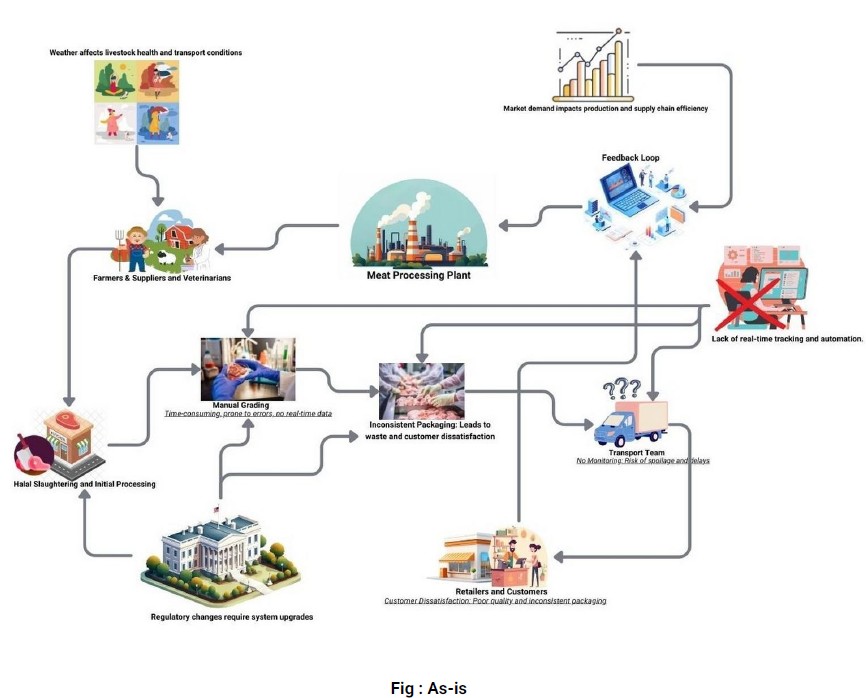 Weather affects livestock health and transport conditions
Market demand impacts production and supply chain efficiency
Feedback Loop
Meat Processing Plant
Farmers & Suppliers and Veterinarians
Lack of real-time tracking and automation.
Manual Grading
Time-consuming, prone to errors, no real-time data
Inconsistent Packaging: Leads to
waste and customer dissatisfaction
???
Transport Team
No Monitoring: Risk of spoilage and delays
Halal Slaughtering and Initial Processing
Retailers and Customers
Customer Dissatisfaction: Poor quality and inconsistent packaging
Regulatory changes require system upgrades
Fig : As-is